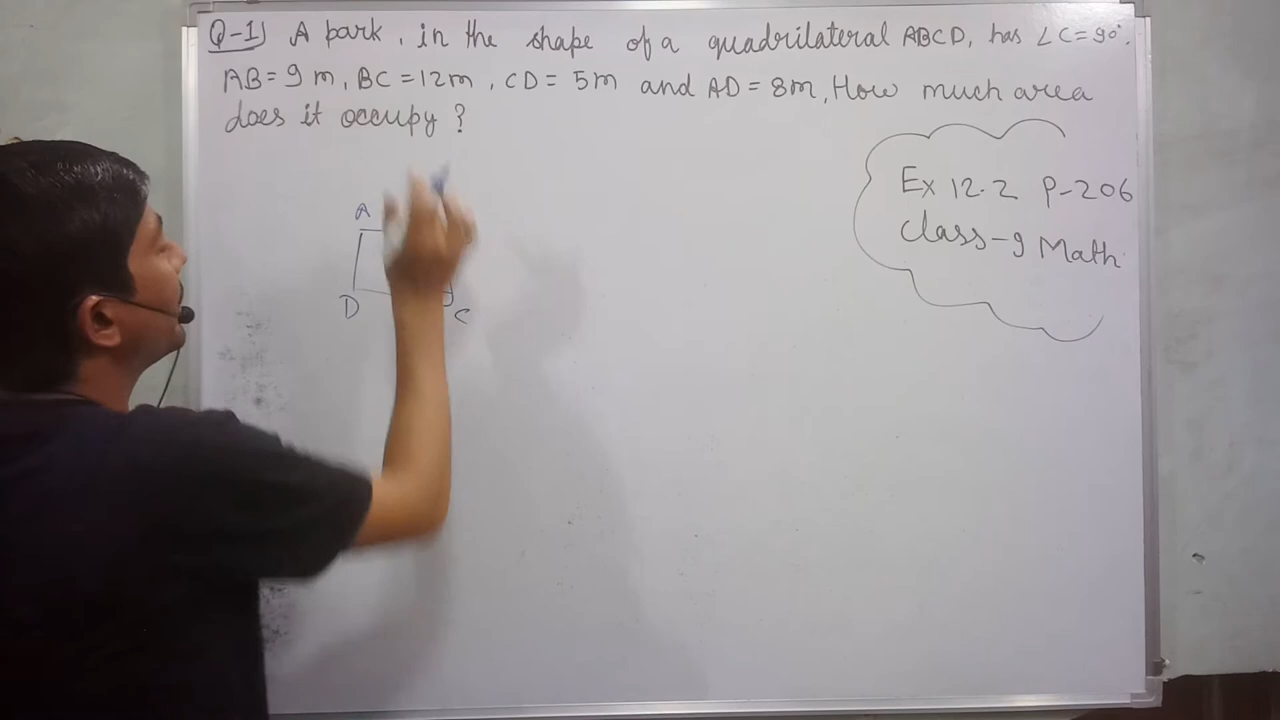 Q-1) A park, in the shape of a quadrilateral ABCD, has ∠C=90°.
AB=9m, BC=12m, CD=5m and AD=8m, How much area
does it occupy?
Ex 12.2 P-206
Class-9 Math
A
D
C